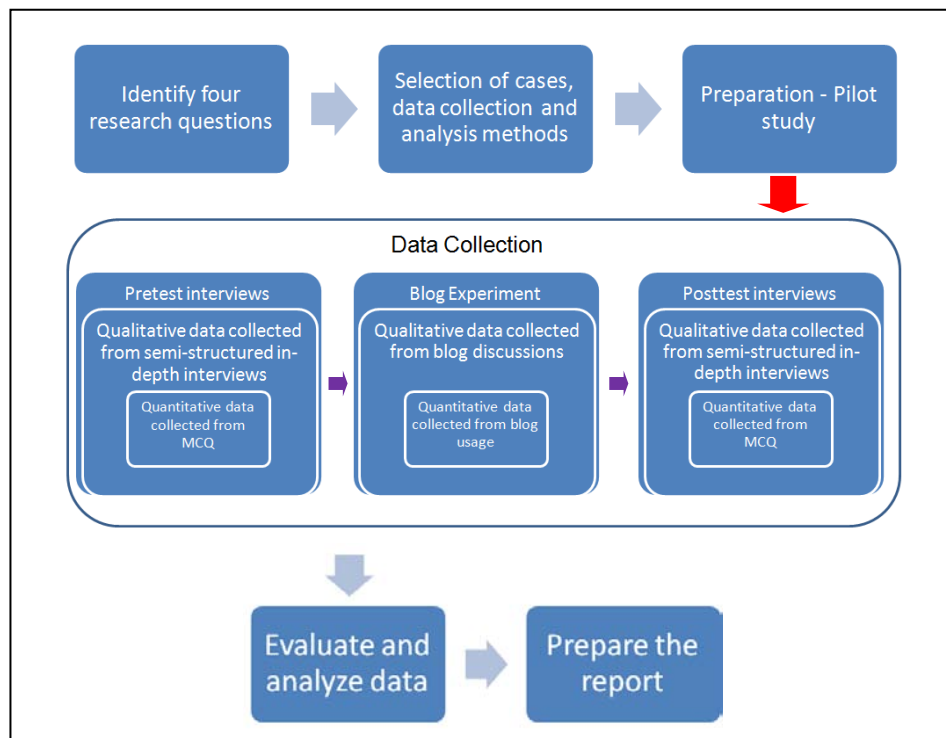 Identify four
research questions
Selection of cases,
data collection and
analysis methods
Preparation - Pilot
study
Data Collection
Pretest interviews
Qualitative data collected
from semi-structured in-
depth interviews
Quantitative data
collected from
MCQ
Blog Experiment
Qualitative data collected
from blog discussions
Quantitative data
collected from blog
usage
Posttest interviews
Qualitative data collected
from semi-structured in-
depth interviews
Quantitative data
collected from MCQ
Evaluate and
analyze data
Prepare the
report